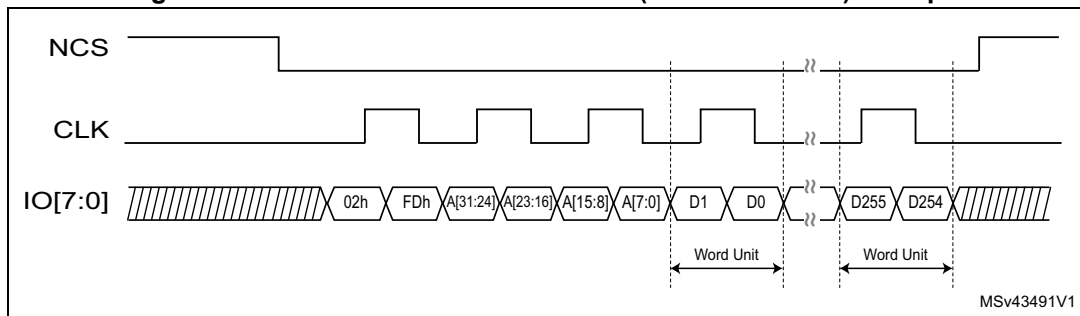 NCS
CLK
IO[7:0] 02h FDh A[31:24] A[23:16] A[15:8] A[7:0] D1 D0 D255 D254
Word Unit Word Unit
MSv43491V1